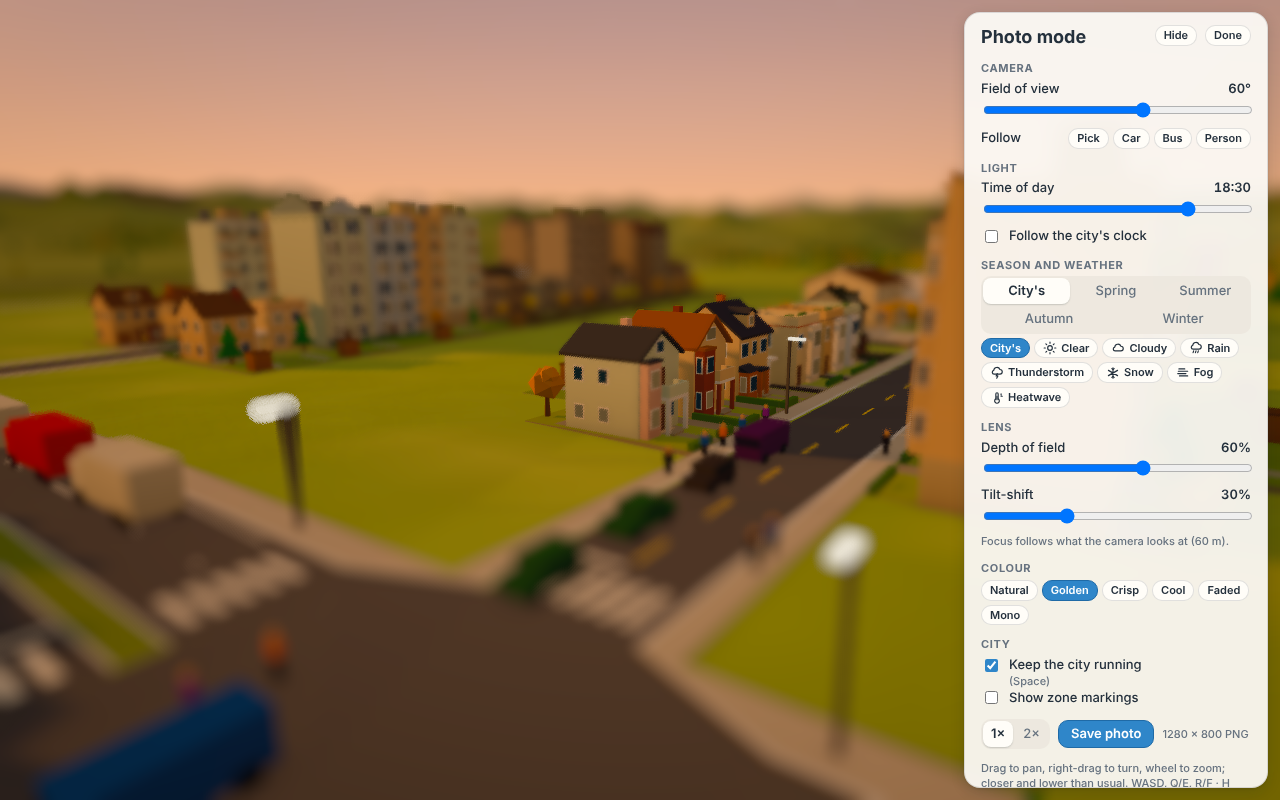 Photo mode Hide Done
CAMERA
Field of view 60°
Follow Pick Car Bus Person
LIGHT
Time of day 18:30
Follow the city's clock
SEASON AND WEATHER
City's Spring Summer
Autumn Winter
City's Clear Cloudy Rain
Thunderstorm Snow Fog
Heatwave
LENS
Depth of field 60%
Tilt-shift 30%
Focus follows what the camera looks at (60 m).
COLOUR
Natural Golden Crisp Cool Faded
Mono
CITY
Keep the city running
(Space)
Show zone markings
1× 2× Save photo 1280 × 800 PNG
Drag to pan, right-drag to turn, wheel to zoom;
closer and lower than usual. WASD, Q/E, R/F · H